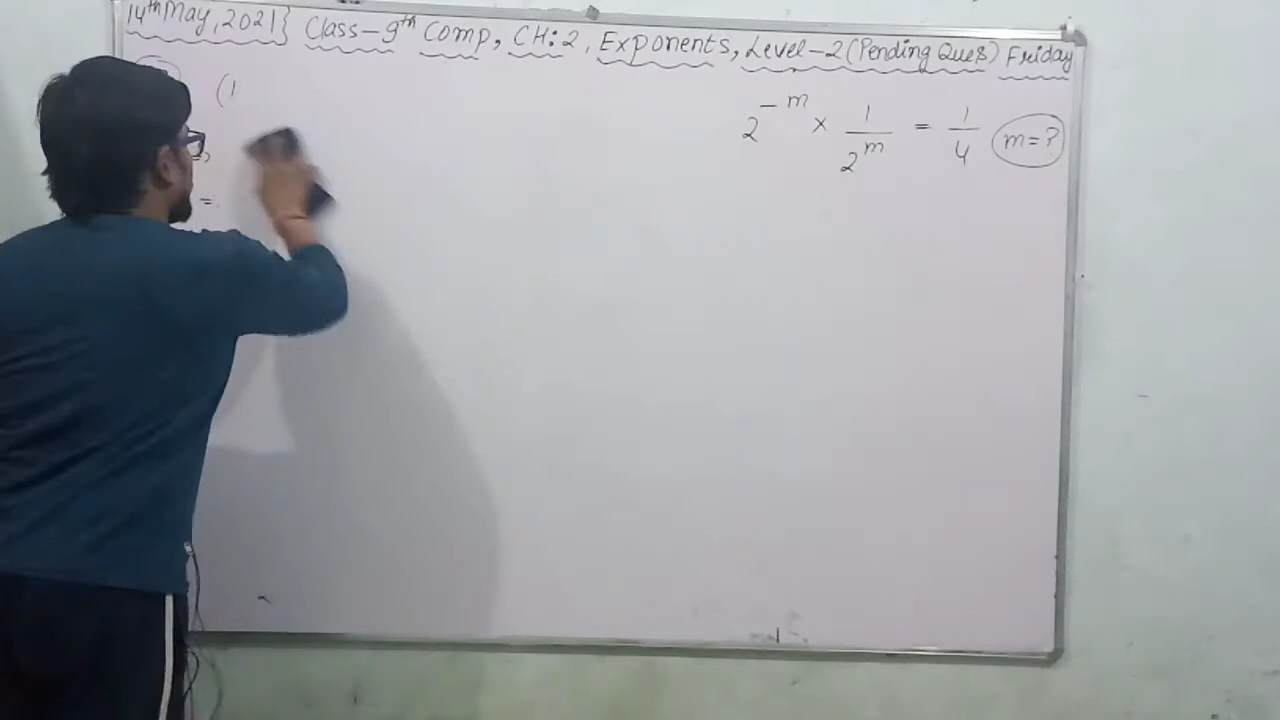 14th May, 2021} Class-9th Comp, CH:2, Exponents, Level-2 (Pending Ques) Friday
(1
2^{-m} × 1/2^m = 1/4 m=?
=